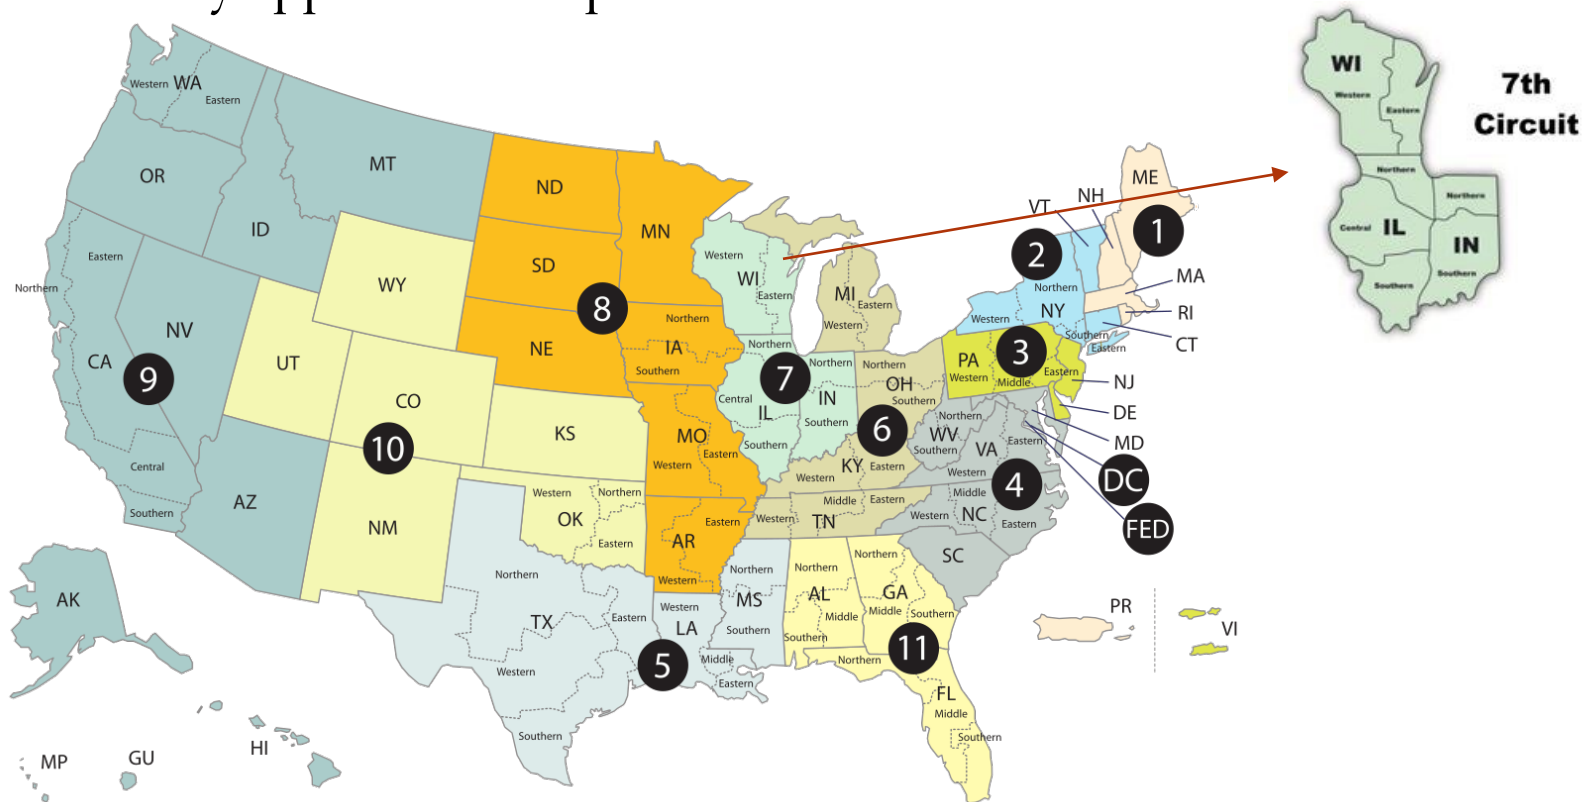 WA
Western
Eastern
MT
OR
ID
ND
MN
SD
WY
8
NE
Northern
IA
Southern
Eastern
Northern
NV
CA
9
UT
CO
10
KS
Central
Southern
AZ
NM
Western
Northern
OK
Eastern
MO
Eastern
Western
Eastern
AR
Western
Western
WI
Eastern
Northern
7
Central
IL
Southern
Northern
IN
Southern
MI
Eastern
Western
Northern
OH
Southern
6
KY
Eastern
Western
Middle
Eastern
Western
TN
ME
NH
VT
1
2
Northern
Western
NY
Southern
Eastern
MA
RI
CT
PA
3
Western
Middle
Eastern
NJ
DE
MD
DC
FED
Northern
WV
Southern
VA
Eastern
Western
4
Middle
Western
NC
Eastern
SC
Northern
TX
Eastern
Western
Southern
Western
LA
5
Middle
Eastern
Northern
MS
Southern
Northern
AL
Middle
Southern
Northern
GA
Middle
Southern
11
Northern
FL
Middle
Southern
AK
HI
GU
MP
PR
VI
WI
Western
Eastern
Northern
Central
IL
Southern
Northern
IN
Southern
7th
Circuit